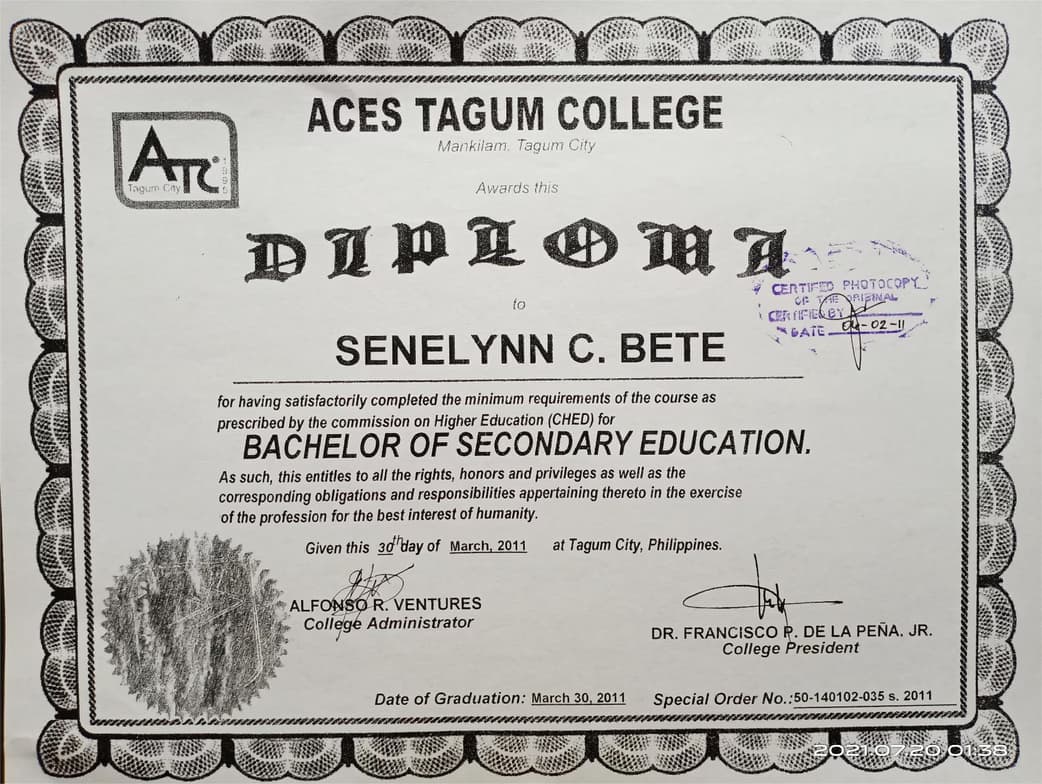 ACES TAGUM COLLEGE
Mankilam, Tagum City
ATC
Tagum City
1995
Awards this
DIPLOMA
to
CERTIFIED PHOTOCOPY
OF THE ORIGINAL
CERTIFIED BY
DATE 04-02-11
SENELYNN C. BETE
for having satisfactorily completed the minimum requirements of the course as
prescribed by the commission on Higher Education (CHED) for
BACHELOR OF SECONDARY EDUCATION.
As such, this entitles to all the rights, honors and privileges as well as the
corresponding obligations and responsibilities appertaining thereto in the exercise
of the profession for the best interest of humanity.
Given this 30th day of March, 2011 at Tagum City, Philippines.
ALFONSO R. VENTURES
College Administrator
DR. FRANCISCO P. DE LA PEÑA. JR.
College President
Date of Graduation: March 30, 2011 Special Order No.:50-140102-035 s. 2011
2021.07.20 01:38